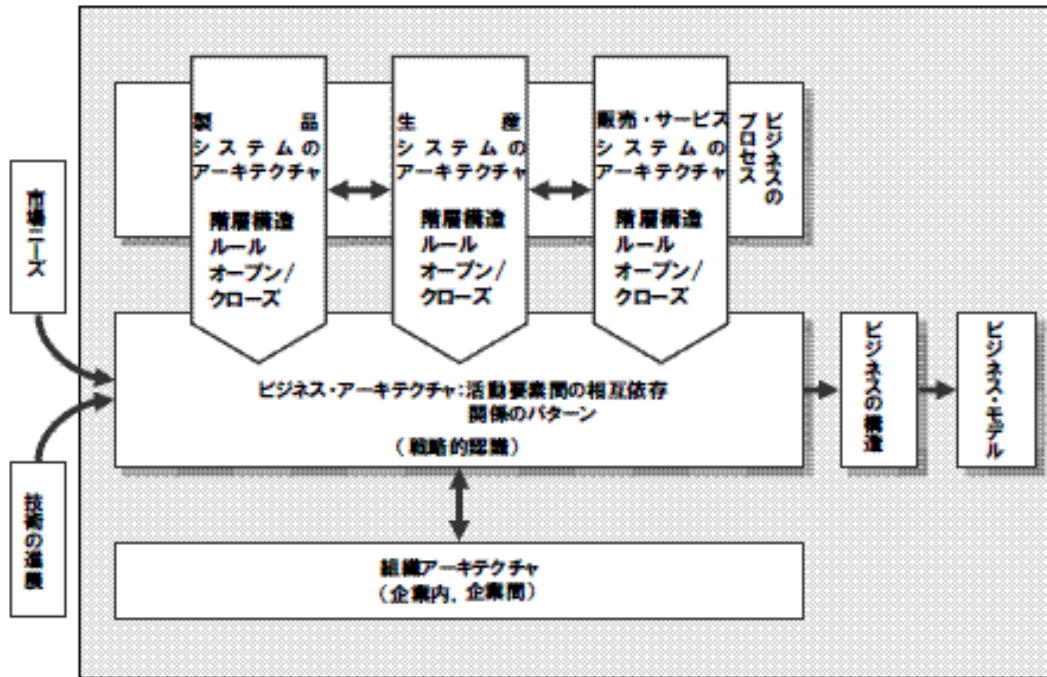 製品
システムの
アーキテクチャ
階層構造
ルール
オープン/
クローズ
生産
システムの
アーキテクチャ
階層構造
ルール
オープン/
クローズ
販売・サービス
システムの
アーキテクチャ
階層構造
ルール
オープン/
クローズ
ビジネスの
プロセス
市場ニーズ
技術の進展
ビジネス・アーキテクチャ:活動要素間の相互依存
関係のパターン
(戦略的認識)
ビジネスの構造
ビジネス・モデル
組織アーキテクチャ
(企業内、企業間)